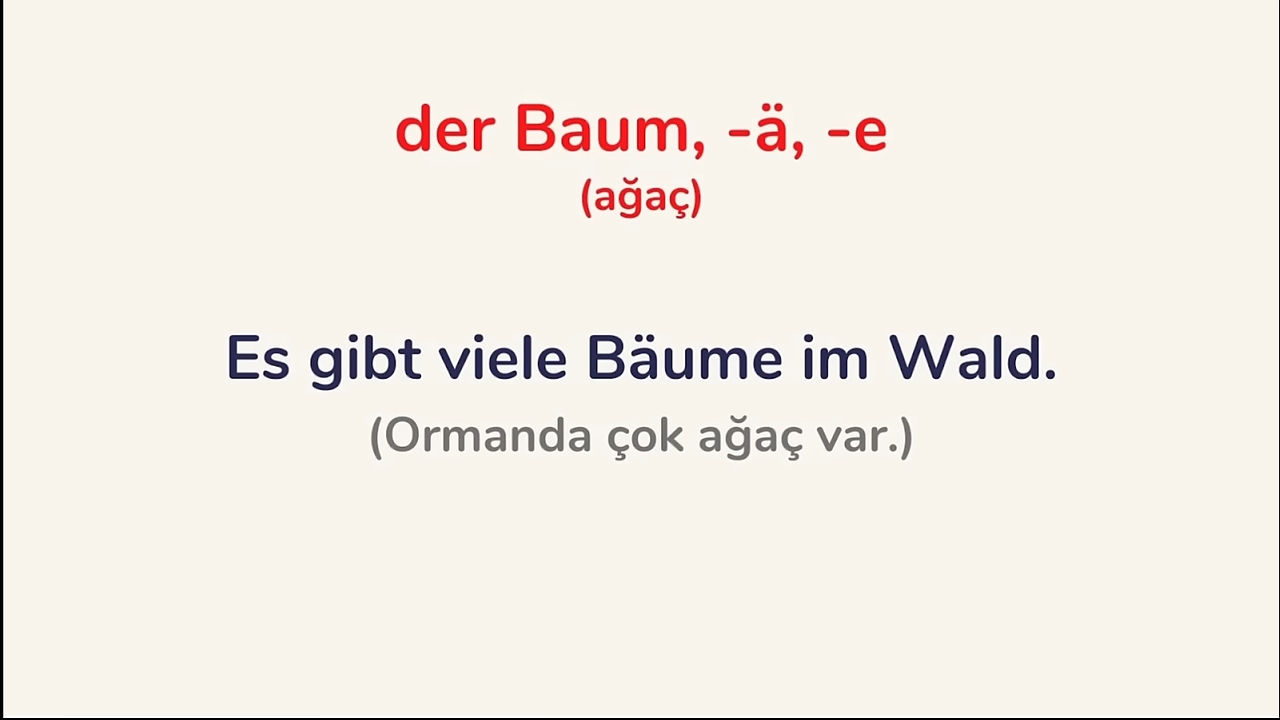 der Baum, -ä, -e
(ağaç)
Es gibt viele Bäume im Wald.
(Ormanda çok ağaç var.)